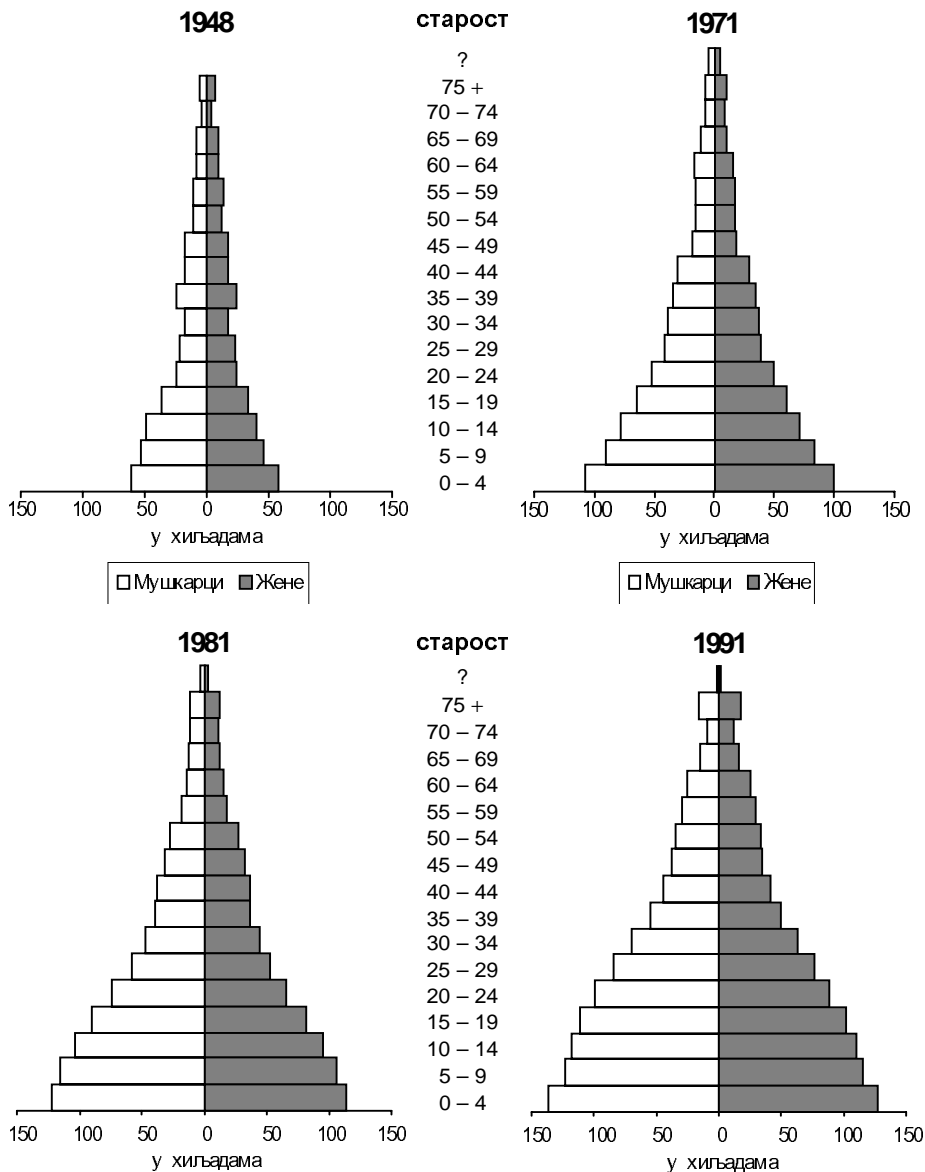 1948 старост 1971
?
75 +
70 – 74
65 – 69
60 – 64
55 – 59
50 – 54
45 – 49
40 – 44
35 – 39
30 – 34
25 – 29
20 – 24
15 – 19
10 – 14
5 – 9
0 – 4
150 100 50 0 50 100 150 150 100 50 0 50 100 150
у хиљадама у хиљадама
Мушкарци Жене Мушкарци Жене
1981 старост 1991
?
75 +
70 – 74
65 – 69
60 – 64
55 – 59
50 – 54
45 – 49
40 – 44
35 – 39
30 – 34
25 – 29
20 – 24
15 – 19
10 – 14
5 – 9
0 – 4
150 100 50 0 50 100 150 150 100 50 0 50 100 150
у хиљадама у хиљадама